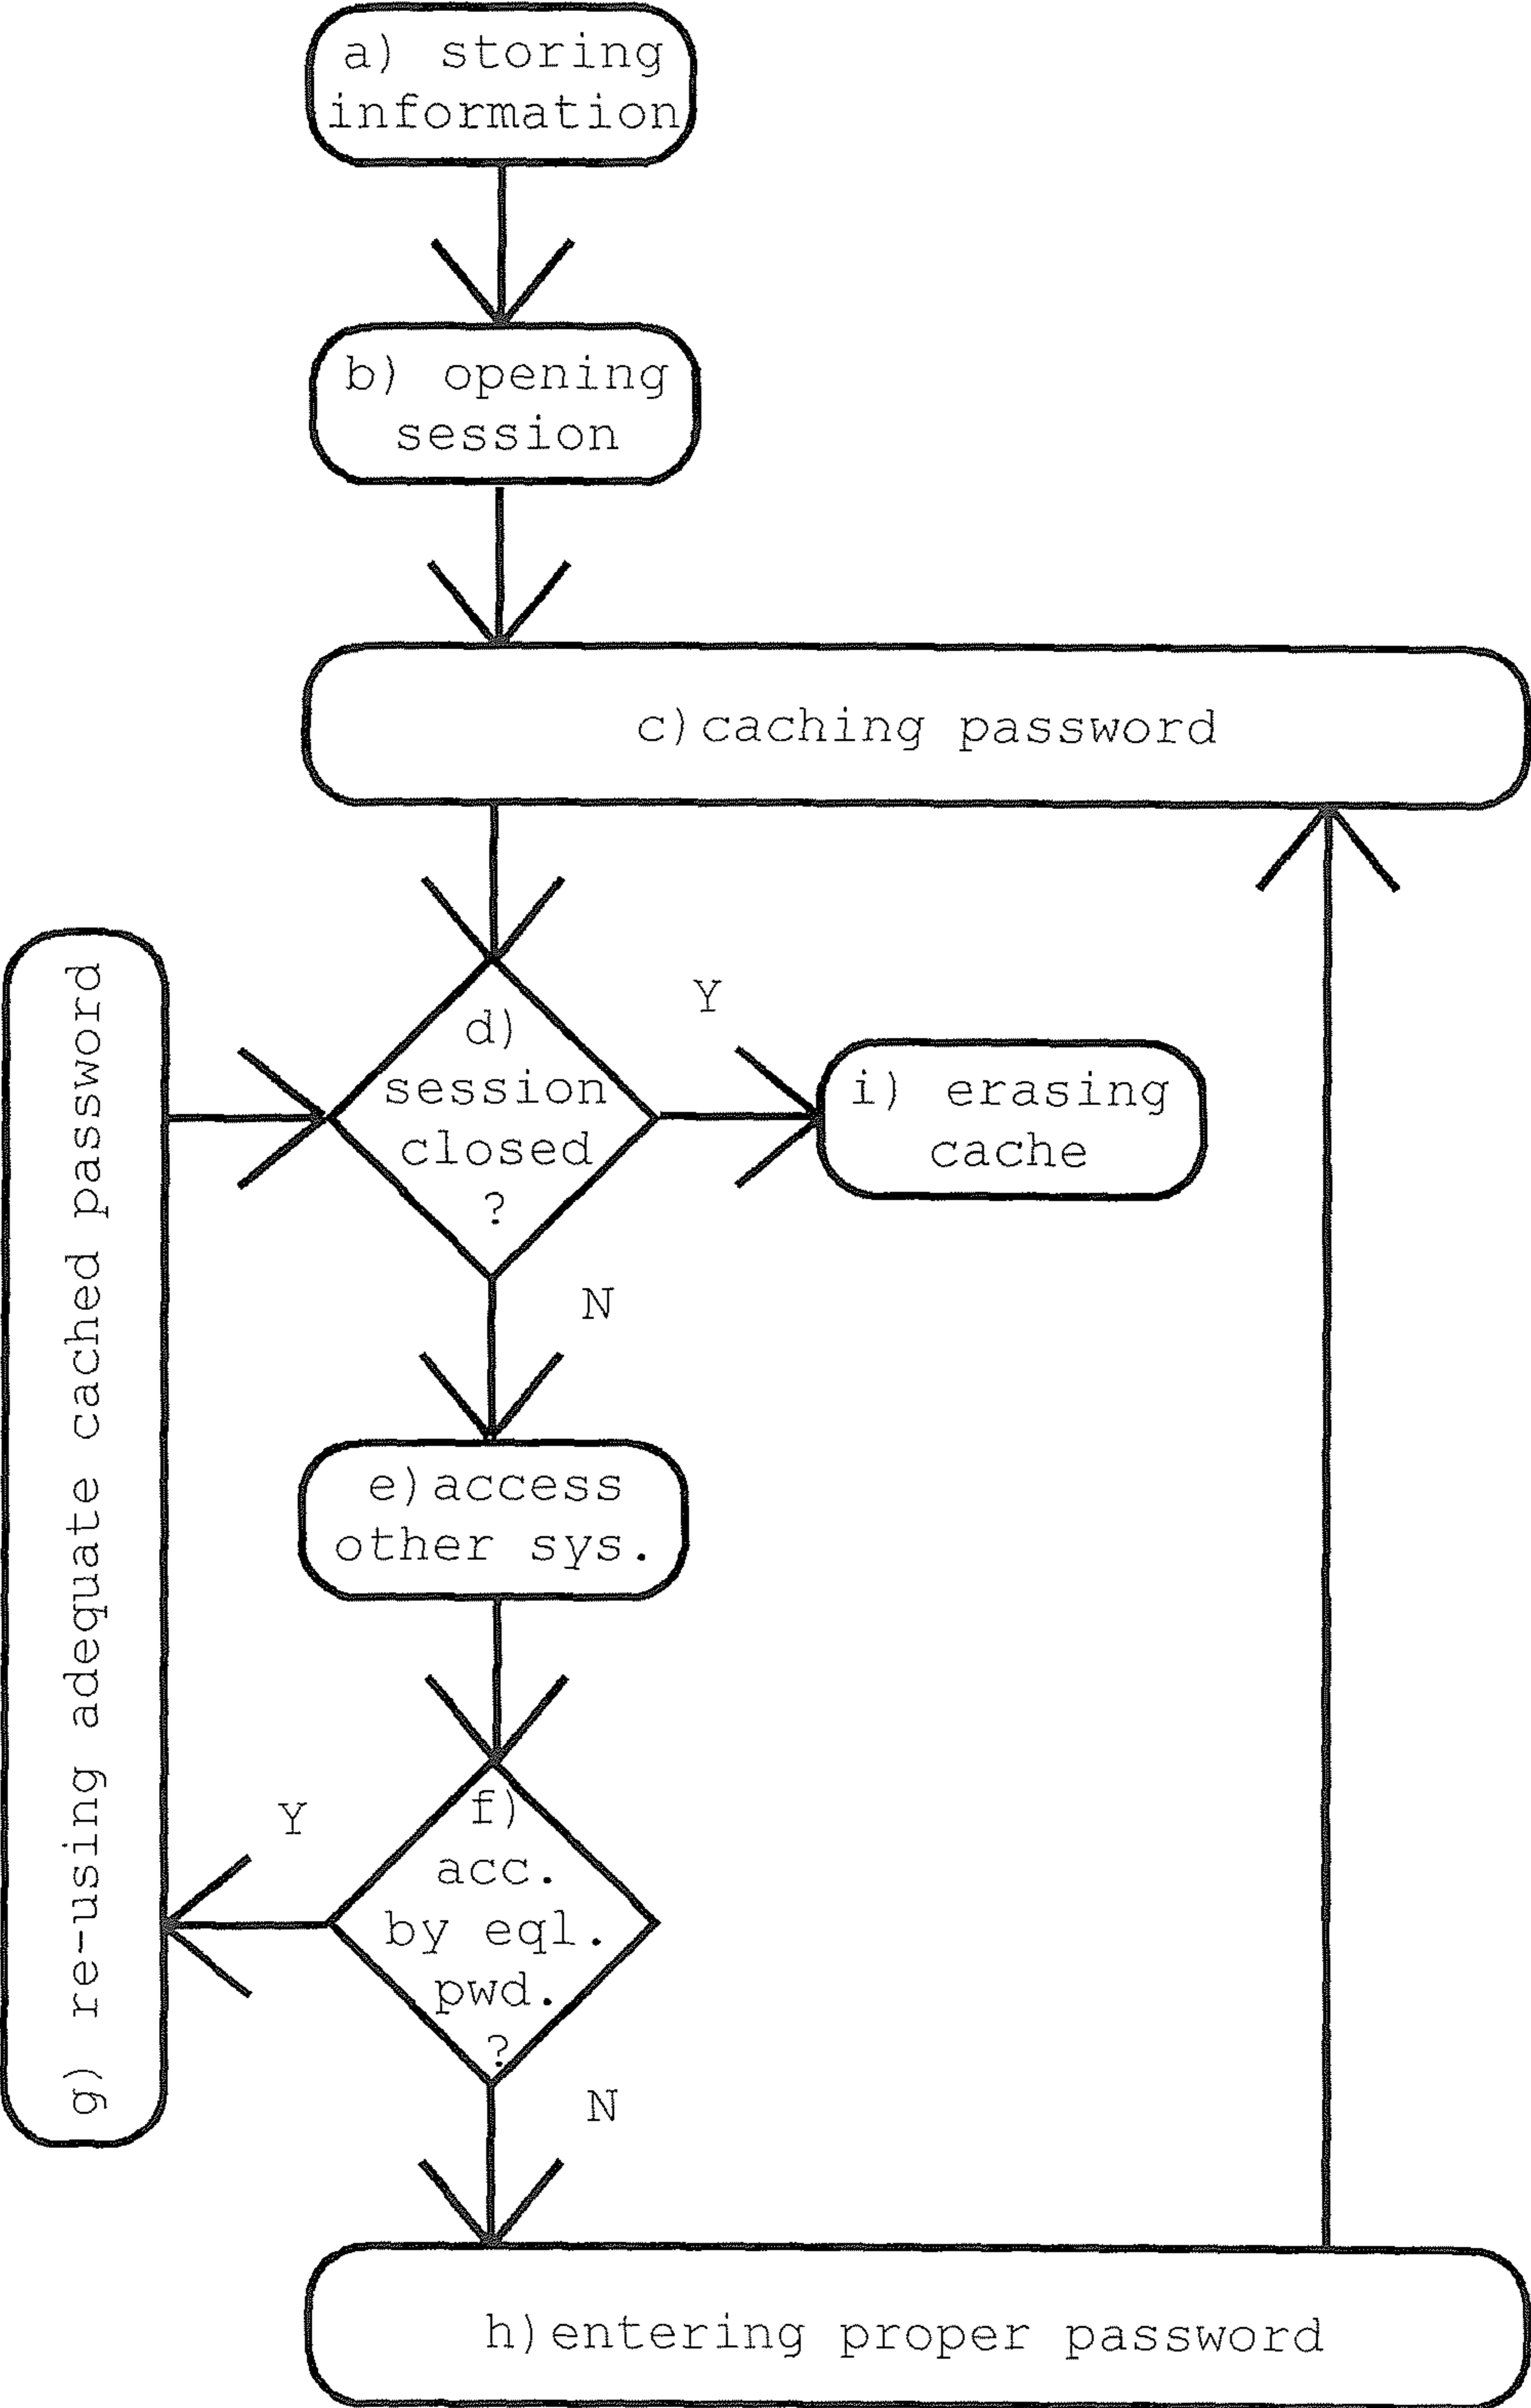 a) storing
information
b) opening
session
c)caching password
d)
session
closed
?
Y
i) erasing
cache
N
e)access
other sys.
f)
acc.
by eql.
pwd.
?
Y
g) re-using adequate cached password
N
h)entering proper password